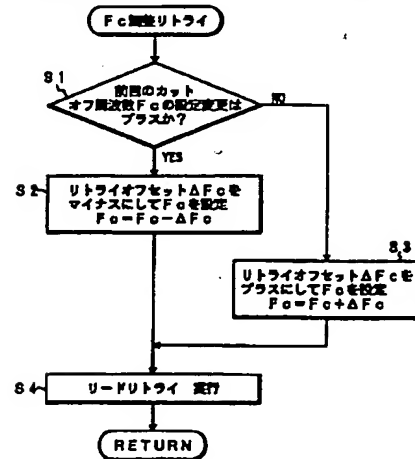 Fc調整リトライ
S1
前回のカット
オフ周波数Fcの設定変更は
プラスか?
NO
YES
S2
リトライオフセットΔFcを
マイナスにしてFcを設定
Fc=Fc-ΔFc
S3
リトライオフセットΔFcを
プラスにしてFcを設定
Fc=Fc+ΔFc
S4
リードリトライ 実行
RETURN